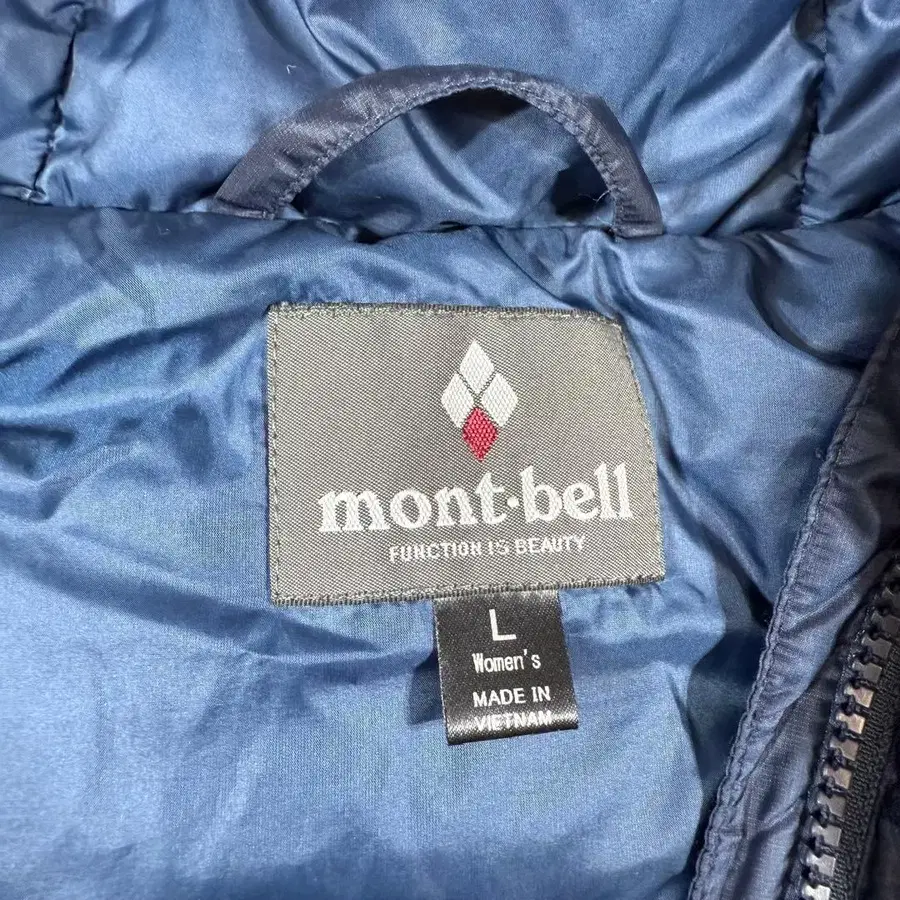 mont·bell
FUNCTION IS BEAUTY
L
Women's
MADE IN
VIETNAM